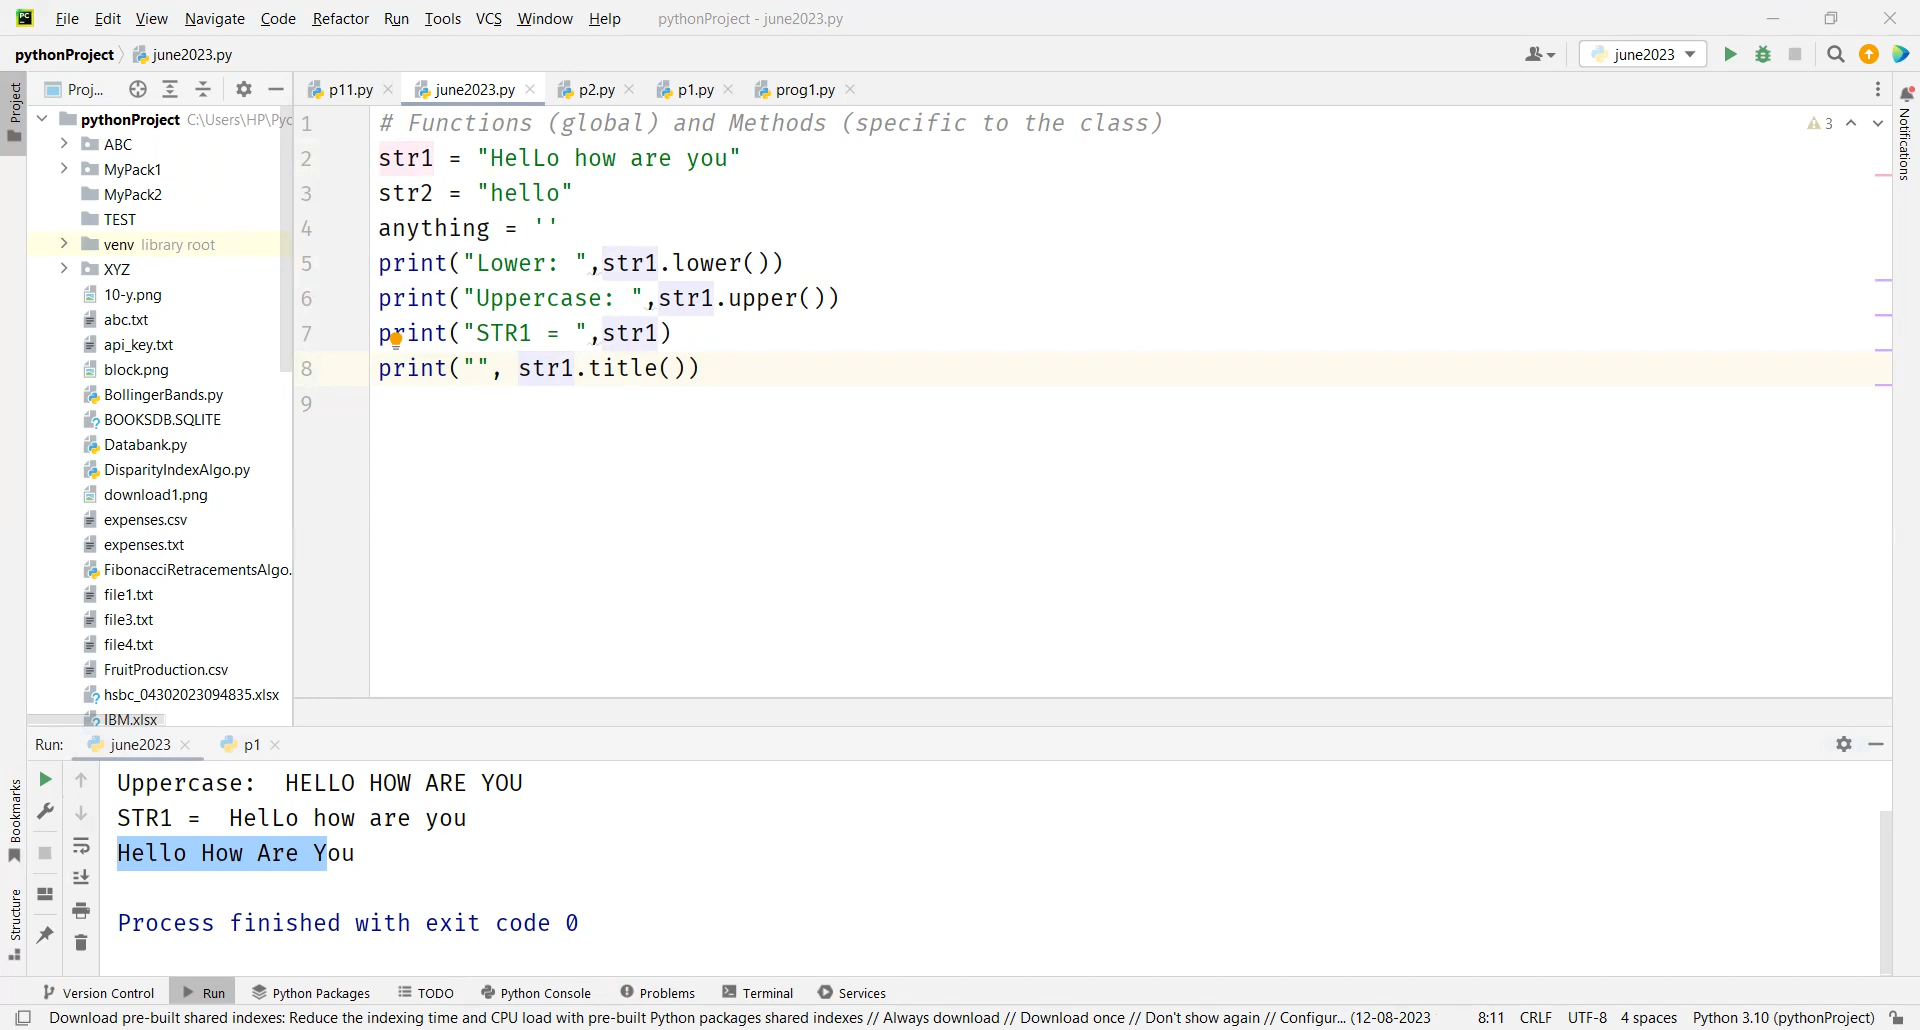 PC File Edit View Navigate Code Refactor Run Tools VCS Window Help pythonProject - june2023.py
pythonProject june2023.py june2023
Project Proj... p11.py june2023.py p2.py p1.py prog1.py
Notifications
pythonProject C:\Users\HP\Pyc
ABC
MyPack1
MyPack2
TEST
venv library root
XYZ
10-y.png
abc.txt
api_key.txt
block.png
BollingerBands.py
BOOKSDB.SQLITE
Databank.py
DisparityIndexAlgo.py
download1.png
expenses.csv
expenses.txt
FibonacciRetracementsAlgo.
file1.txt
file3.txt
file4.txt
FruitProduction.csv
hsbc_04302023094835.xlsx
IBM.xlsx
1 # Functions (global) and Methods (specific to the class) 3
2 str1 = "HelLo how are you"
3 str2 = "hello"
4 anything = ''
5 print("Lower: ",str1.lower())
6 print("Uppercase: ",str1.upper())
7 print("STR1 = ",str1)
8 print("", str1.title())
9
Run: june2023 p1
Uppercase:  HELLO HOW ARE YOU
STR1 =  HelLo how are you
Hello How Are You
Process finished with exit code 0
Bookmarks
Structure
Version Control Run Python Packages TODO Python Console Problems Terminal Services
Download pre-built shared indexes: Reduce the indexing time and CPU load with pre-built Python packages shared indexes // Always download // Download once // Don't show again // Configur... (12-08-2023 8:11 CRLF UTF-8 4 spaces Python 3.10 (pythonProject)